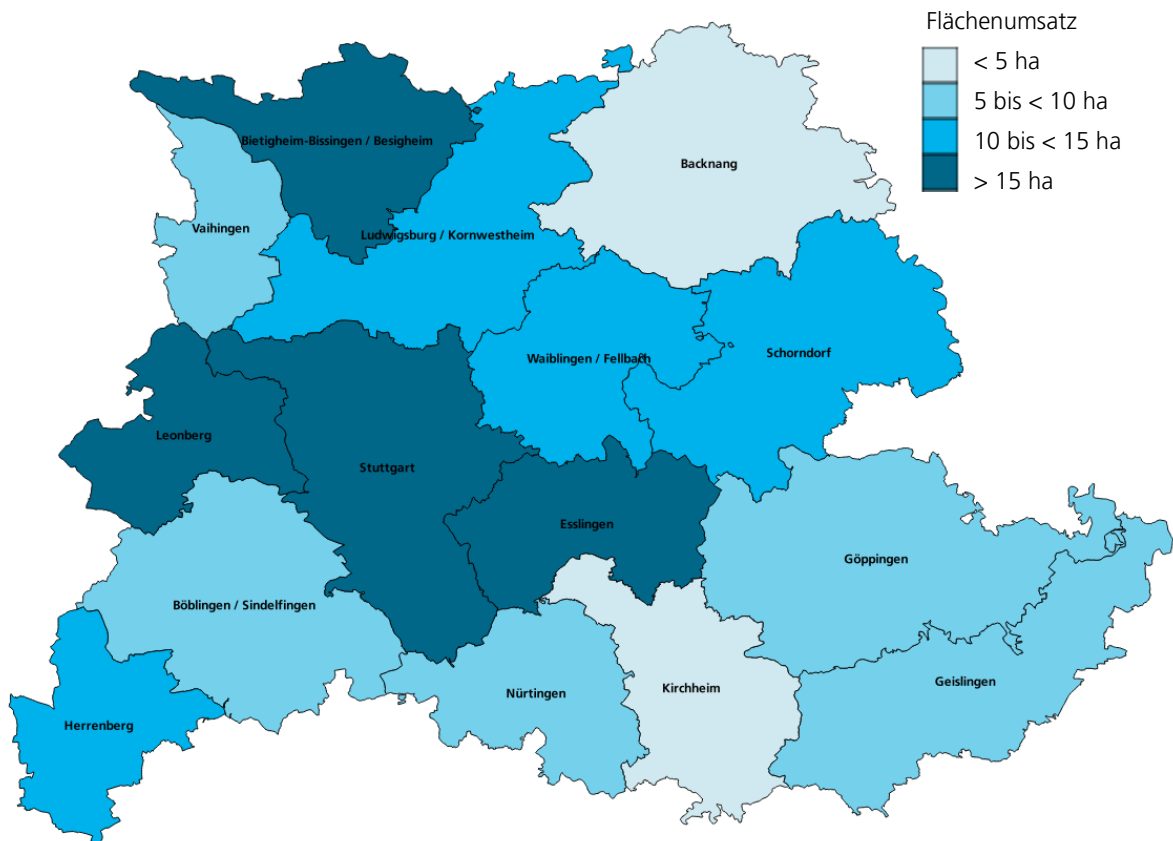 Flächenumsatz
< 5 ha
5 bis < 10 ha
10 bis < 15 ha
> 15 ha
Bietigheim-Bissingen / Besigheim
Backnang
Vaihingen
Ludwigsburg / Kornwestheim
Waiblingen / Fellbach
Schorndorf
Leonberg
Stuttgart
Esslingen
Göppingen
Böblingen / Sindelfingen
Geislingen
Kirchheim
Nürtingen
Herrenberg